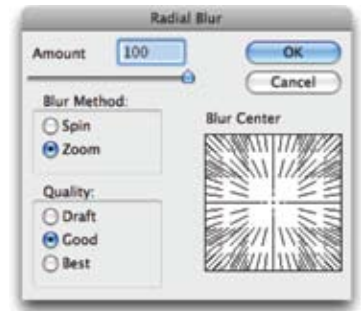 Radial Blur
Amount 100
OK
Cancel
Blur Method:
Spin
Zoom
Blur Center
Quality:
Draft
Good
Best